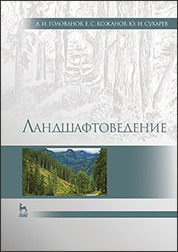 А. И. ГОЛОВАНОВ, Е. С. КОЖАНОВ, Ю. И. СУХАРЕВ
ЛАНДШАФТОВЕДЕНИЕ